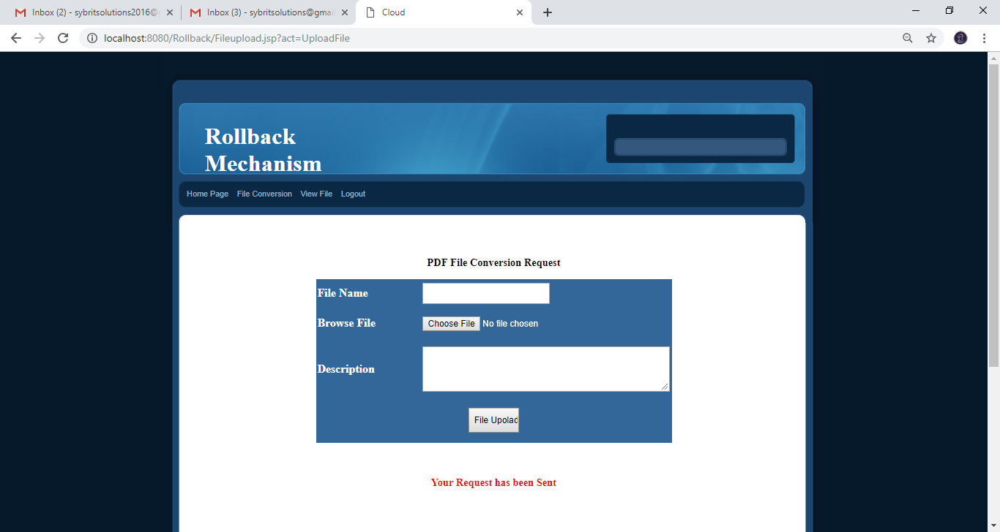 Inbox (2) - sybritsolutions2016@
Inbox (3) - sybritsolutions@gmai
Cloud
localhost:8080/Rollback/Fileupload.jsp?act=UploadFile
Rollback
Mechanism
Home Page File Conversion View File Logout
PDF File Conversion Request
File Name
Browse File Choose File No file chosen
Description
File Upolad
Your Request has been Sent